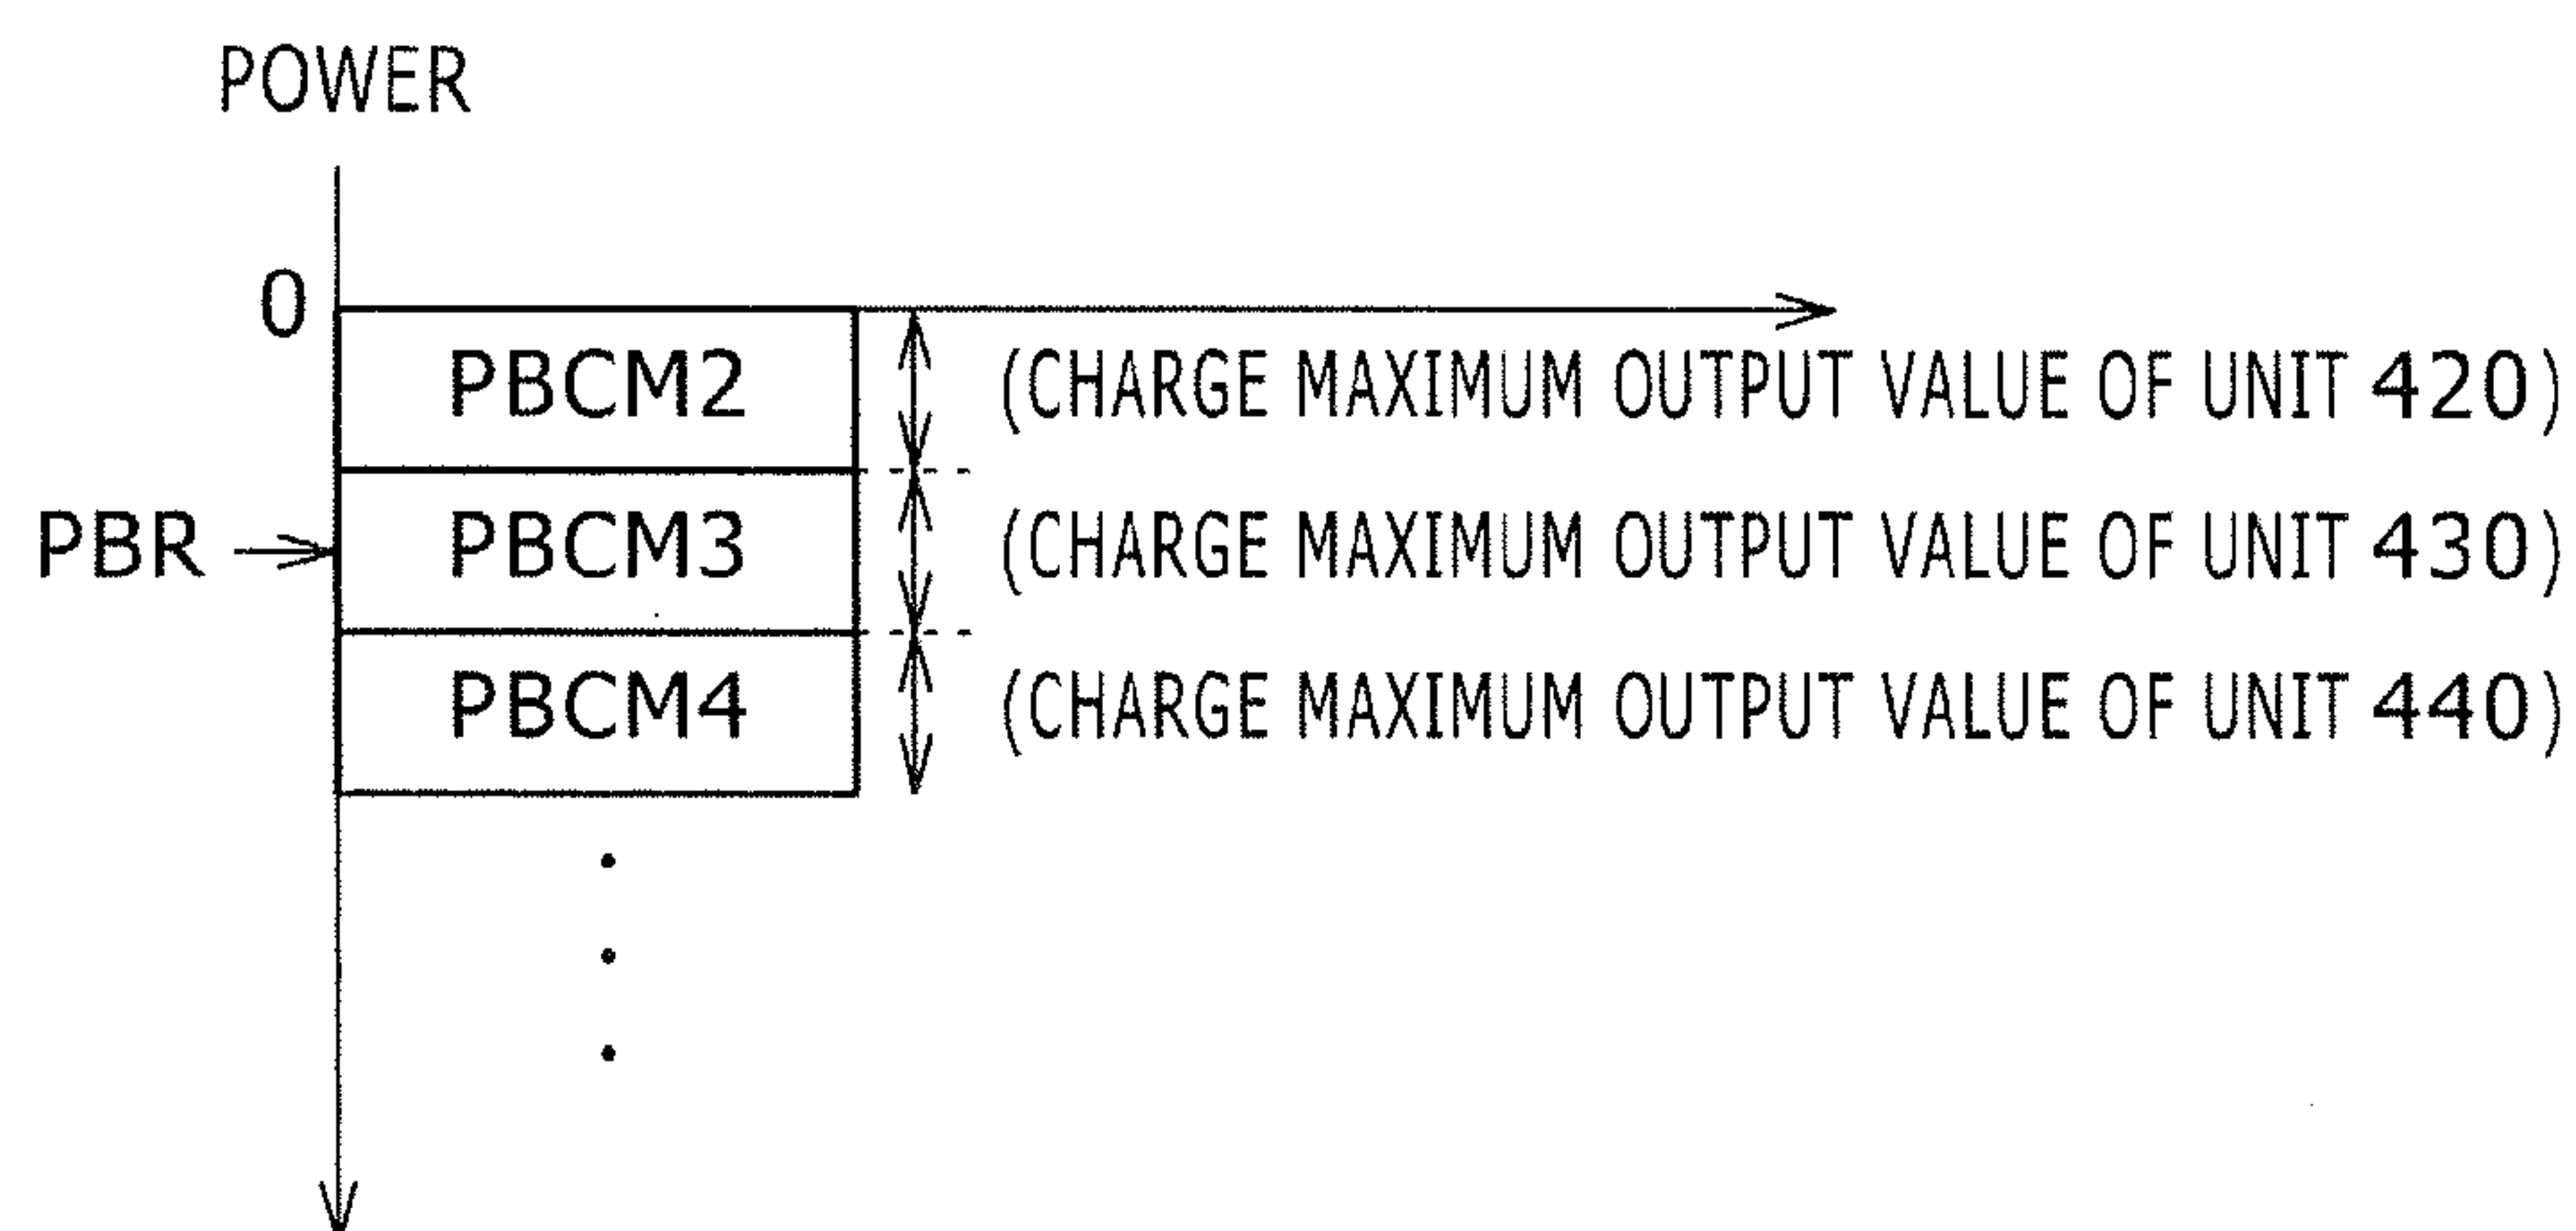 POWER
0
PBCM2 (CHARGE MAXIMUM OUTPUT VALUE OF UNIT 420)
PBR PBCM3 (CHARGE MAXIMUM OUTPUT VALUE OF UNIT 430)
PBCM4 (CHARGE MAXIMUM OUTPUT VALUE OF UNIT 440)